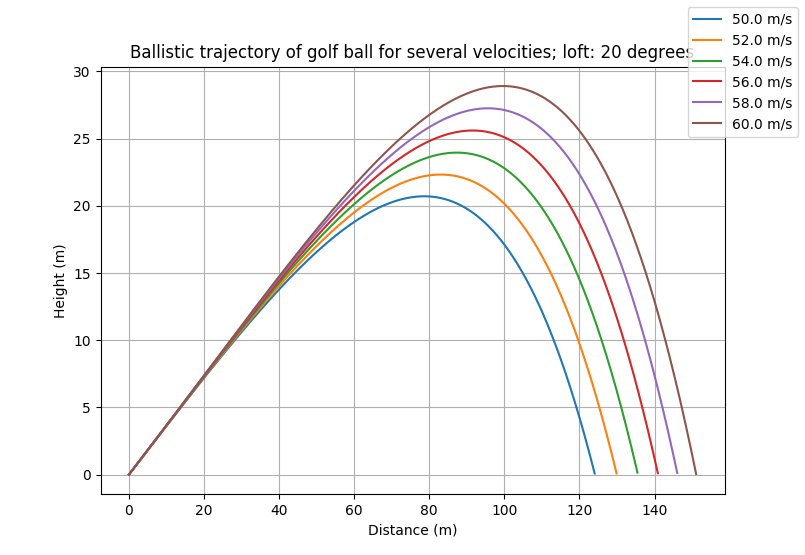 Ballistic trajectory of golf ball for several velocities; loft: 20 degrees
50.0 m/s
52.0 m/s
54.0 m/s
56.0 m/s
58.0 m/s
60.0 m/s
Height (m)
30
25
20
15
10
5
0
0 20 40 60 80 100 120 140
Distance (m)